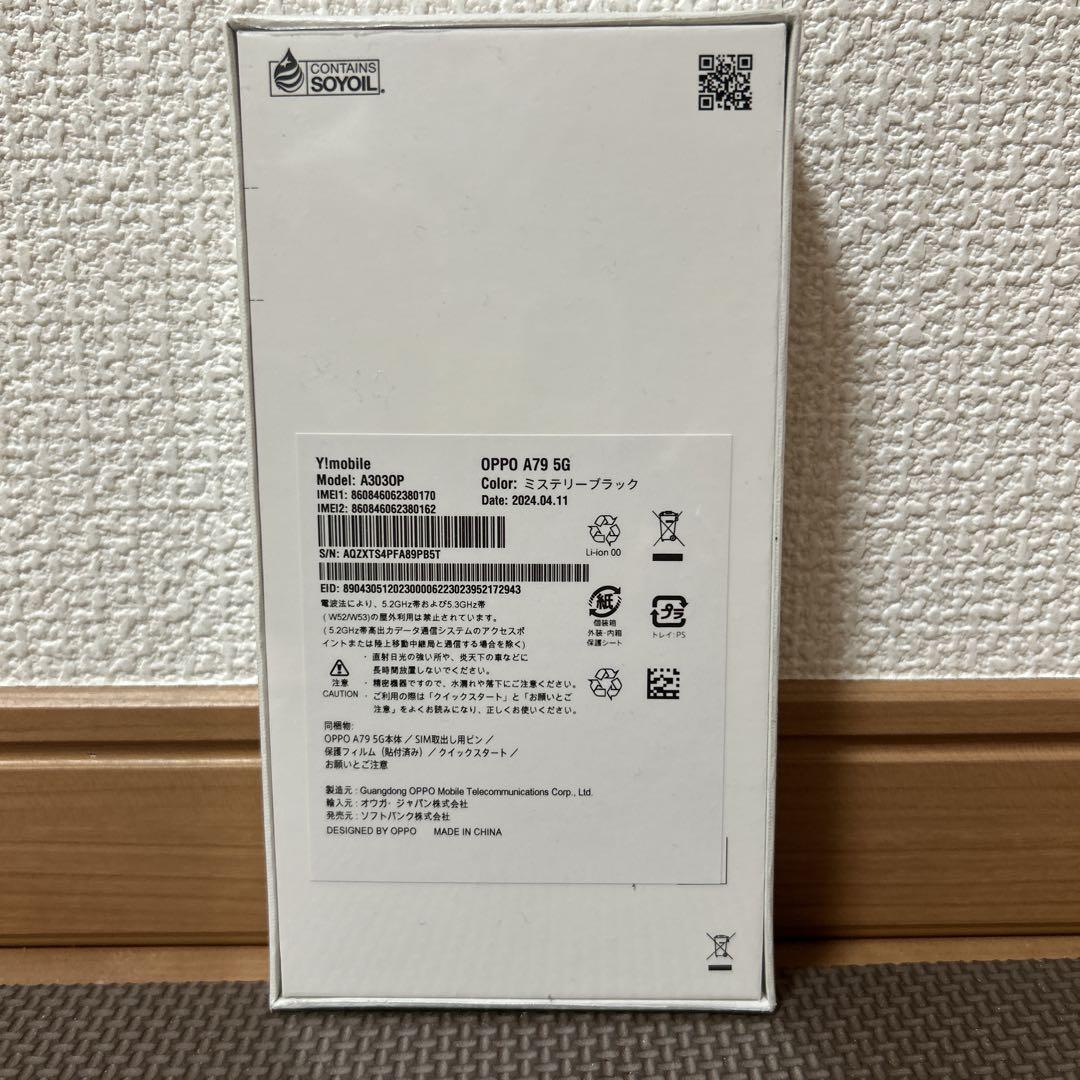 CONTAINS
SOYOIL
Y!mobile
OPPO A79 5G
Model: A303OP
Color: ミステリーブラック
IMEI1: 860846062380170
Date: 2024.04.11
IMEI2: 860846062380162
S/N: AQZXTS4PFA89PB5T
Li-ion 00
EID: 89043051202300006223023952172943
電波法により、5.2GHz帯および5.3GHz帯
(W52/W53)の屋外利用は禁止されています。
(5.2GHz帯高出力データ通信システムのアクセスポ
イントまたは陸上移動中継局と通信する場合を除く)
紙
個装箱
外装・内箱
保護シート
プラ
トレイ:PS
注意
CAUTION
・直射日光の強い所や、炎天下の車などに
長時間放置しないでください。
・精密機器ですので、水濡れや落下にご注意ください。
・ご利用の際は「クイックスタート」と「お願いとご
注意」をよくお読みになり、正しくお使いください。
同梱物:
OPPO A79 5G本体／SIM取出し用ピン／
保護フィルム（貼付済み）／クイックスタート／
お願いとご注意
製造元 : Guangdong OPPO Mobile Telecommunications Corp., Ltd.
輸入元 : オウガ・ジャパン株式会社
発売元 : ソフトバンク株式会社
DESIGNED BY OPPO MADE IN CHINA